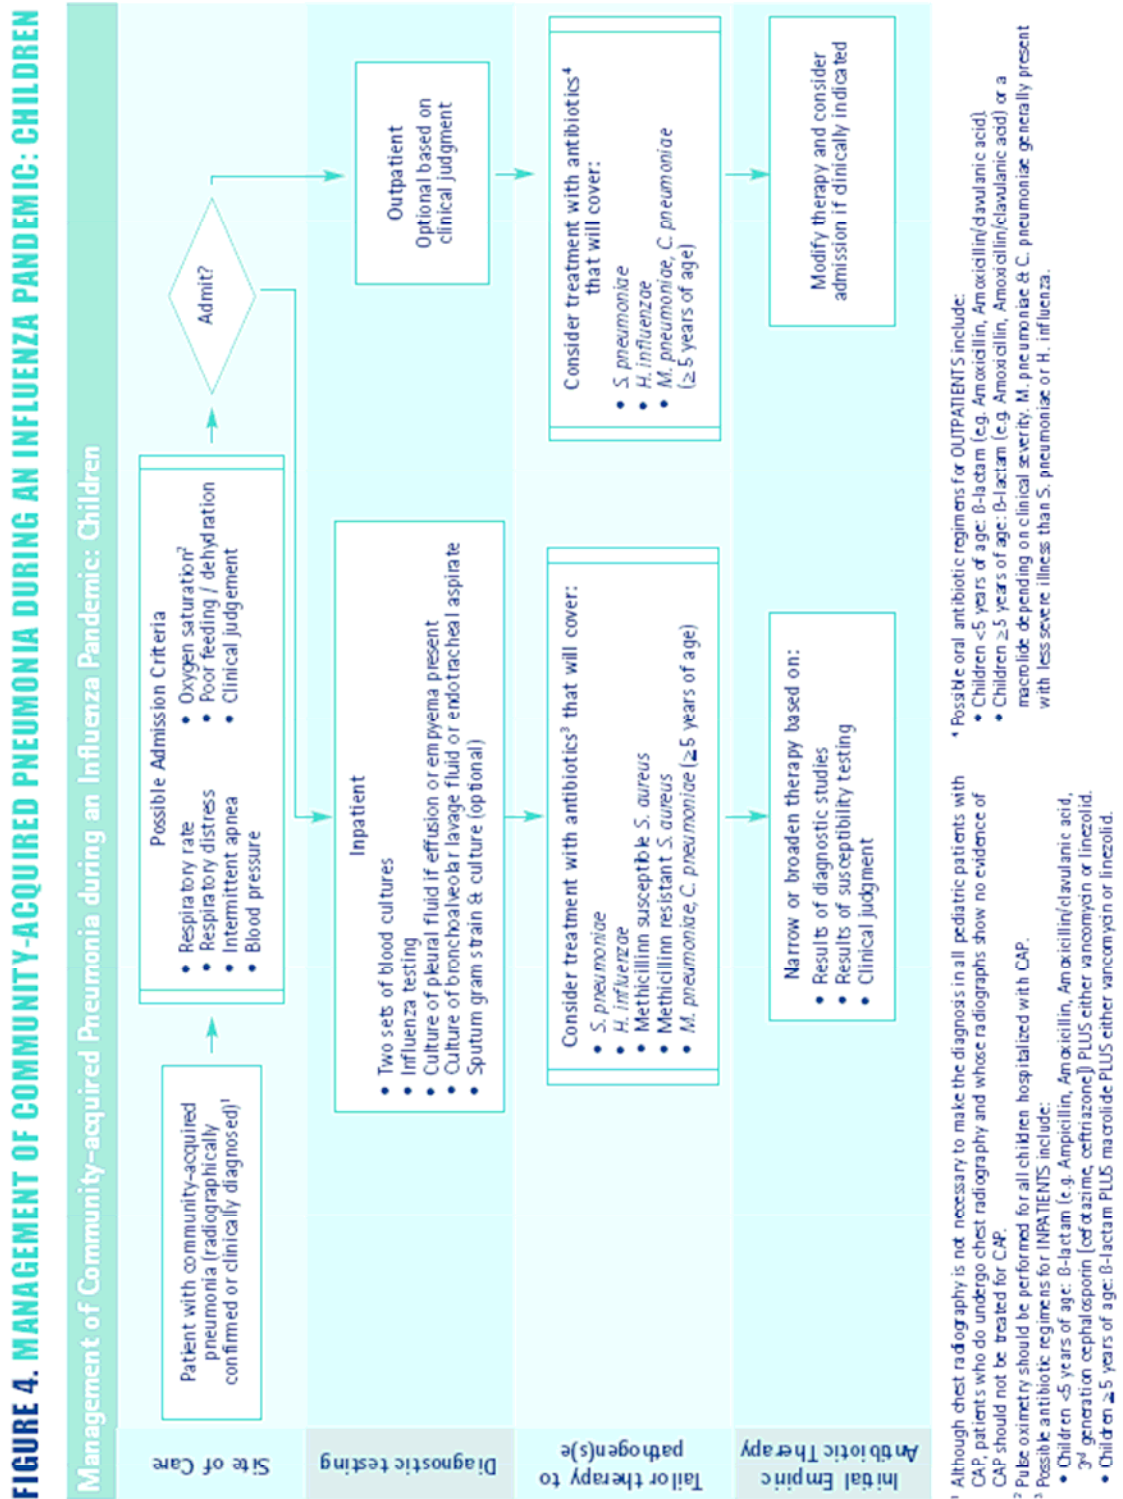 FIGURE 4. MANAGEMENT OF COMMUNITY-ACQUIRED PNEUMONIA DURING AN INFLUENZA PANDEMIC: CHILDREN
Management of Community-acquired Pneumonia during an Influenza Pandemic: Children
Site of Care
Patient with community-acquired
pneumonia (radiographically
confirmed or clinically diagnosed)¹
Possible Admission Criteria
• Respiratory rate
• Respiratory distress
• Intermittent apnea
• Blood pressure
• Oxygen saturation²
• Poor feeding / dehydration
• Clinical judgement
Admit?
Diagnostic testing
Inpatient
• Two sets of blood cultures
• Influenza testing
• Culture of pleural fluid if effusion or empyema present
• Culture of bronchoalveolar lavage fluid or endotracheal aspirate
• Sputum gram strain & culture (optional)
Outpatient
Optional based on
clinical judgment
Tailor therapy to
pathogen(s)e
Consider treatment with antibiotics³ that will cover:
• S. pneumoniae
• H. influenzae
• Methicillinn susceptible S. aureus
• Methicillinn resistant S. aureus
• M. pneumoniae, C. pneumoniae (≥5 years of age)
Consider treatment with antibiotics⁴
that will cover:
• S. pneumoniae
• H. influenzae
• M. pneumoniae, C. pneumoniae
(≥ 5 years of age)
Initial Empiric
Antibiotic Therapy
Narrow or broaden therapy based on:
• Results of diagnostic studies
• Results of susceptibility testing
• Clinical judgment
Modify therapy and consider
admission if clinically indicated
¹ Although chest radiography is not necessary to make the diagnosis in all pediatric patients with
CAP, patients who do undergo chest radiography and whose radiographs show no evidence of
CAP should not be treated for CAP.
² Pulse oximetry should be performed for all children hospitalized with CAP.
³ Possible antibiotic regimens for INPATIENTS include:
• Children <5 years of age: ß-lactam (e.g. Ampicillin, Amoxicillin, Amoxicillin/clavulanic acid,
3rd generation cephalosporin [cefotazime, ceftriazone]) PLUS either vancomycin or linezolid.
• Children ≥ 5 years of age: ß-lactam PLUS macrolide PLUS either vancomycin or linezolid.
⁴ Possible oral antibiotic regimens for OUTPATIENTS include:
• Children <5 years of age: ß-lactam (e.g. Amoxicillin, Amoxicillin/clavulanic acid).
• Children ≥ 5 years of age: ß-lactam (e.g. Amoxicillin, Amoxicillin/clavulanic acid) or a
macrolide depending on clinical severity. M. pneumoniae & C. pneumoniae generally present
with less severe illness than S. pneumoniae or H. influenza.